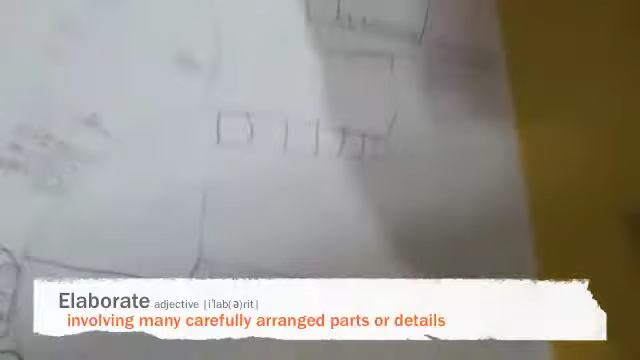 Elaborate adjective |iˈlab(ə)rit|
involving many carefully arranged parts or details